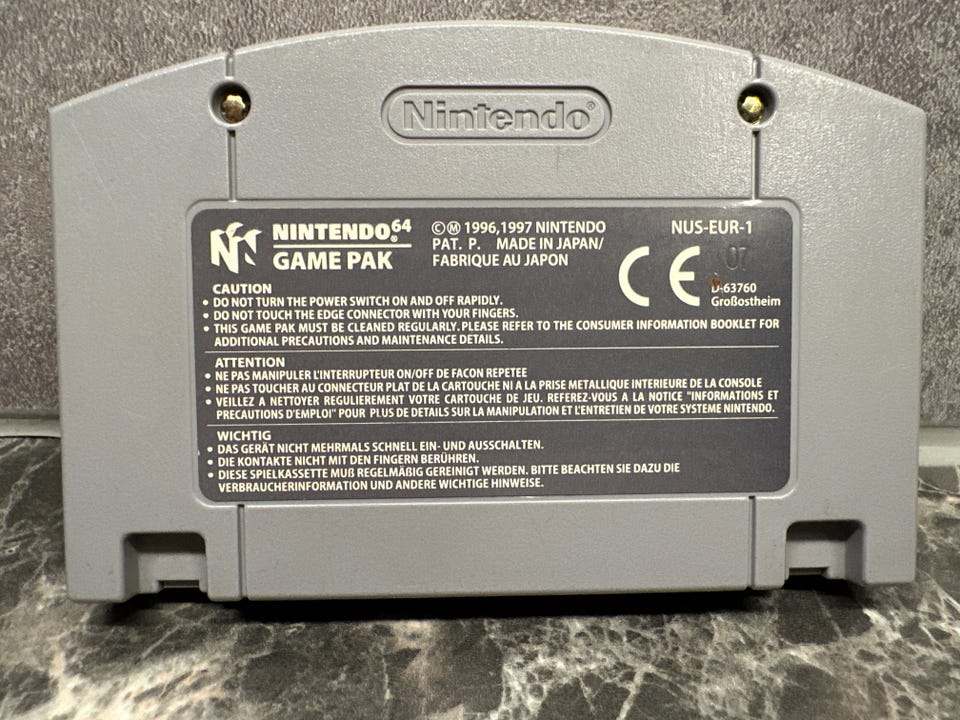 Nintendo®
NINTENDO64® GAME PAK
©Ⓜ 1996,1997 NINTENDO
PAT. P. MADE IN JAPAN/
FABRIQUE AU JAPON
NUS-EUR-1
CE
07
D-63760
Großostheim
CAUTION
• DO NOT TURN THE POWER SWITCH ON AND OFF RAPIDLY.
• DO NOT TOUCH THE EDGE CONNECTOR WITH YOUR FINGERS.
• THIS GAME PAK MUST BE CLEANED REGULARLY. PLEASE REFER TO THE CONSUMER INFORMATION BOOKLET FOR
ADDITIONAL PRECAUTIONS AND MAINTENANCE DETAILS.
ATTENTION
• NE PAS MANIPULER L'INTERRUPTEUR ON/OFF DE FACON REPETEE
• NE PAS TOUCHER AU CONNECTEUR PLAT DE LA CARTOUCHE NI A LA PRISE METALLIQUE INTERIEURE DE LA CONSOLE
• VEILLEZ A NETTOYER REGULIEREMENT VOTRE CARTOUCHE DE JEU. REFEREZ-VOUS A LA NOTICE "INFORMATIONS ET
PRECAUTIONS D'EMPLOI" POUR PLUS DE DETAILS SUR LA MANIPULATION ET L'ENTRETIEN DE VOTRE SYSTEME NINTENDO.
WICHTIG
• DAS GERÄT NICHT MEHRMALS SCHNELL EIN- UND AUSSCHALTEN.
• DIE KONTAKTE NICHT MIT DEN FINGERN BERÜHREN.
• DIESE SPIELKASSETTE MUß REGELMÄßIG GEREINIGT WERDEN. BITTE BEACHTEN SIE DAZU DIE
VERBRAUCHERINFORMATION UND ANDERE WICHTIGE HINWEISE.